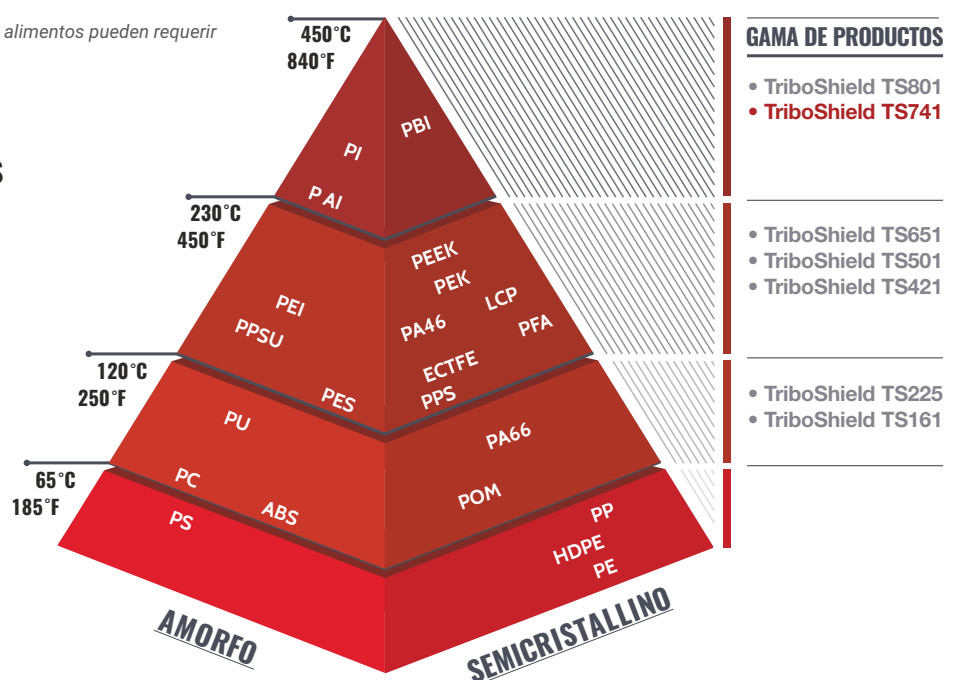 alimentos pueden requerir
S
450°C
840°F
GAMA DE PRODUCTOS
• TriboShield TS801
• TriboShield TS741
PBI
PI
PAI
230°C
450°F
• TriboShield TS651
• TriboShield TS501
• TriboShield TS421
PEEK
PEK
LCP
PEI
PA46
PFA
PPSU
ECTFE
PES
PPS
120°C
250°F
• TriboShield TS225
• TriboShield TS161
PU
PA66
PC
POM
ABS
65°C
185°F
PS
PP
HDPE
PE
AMORFO
SEMICRISTALLINO